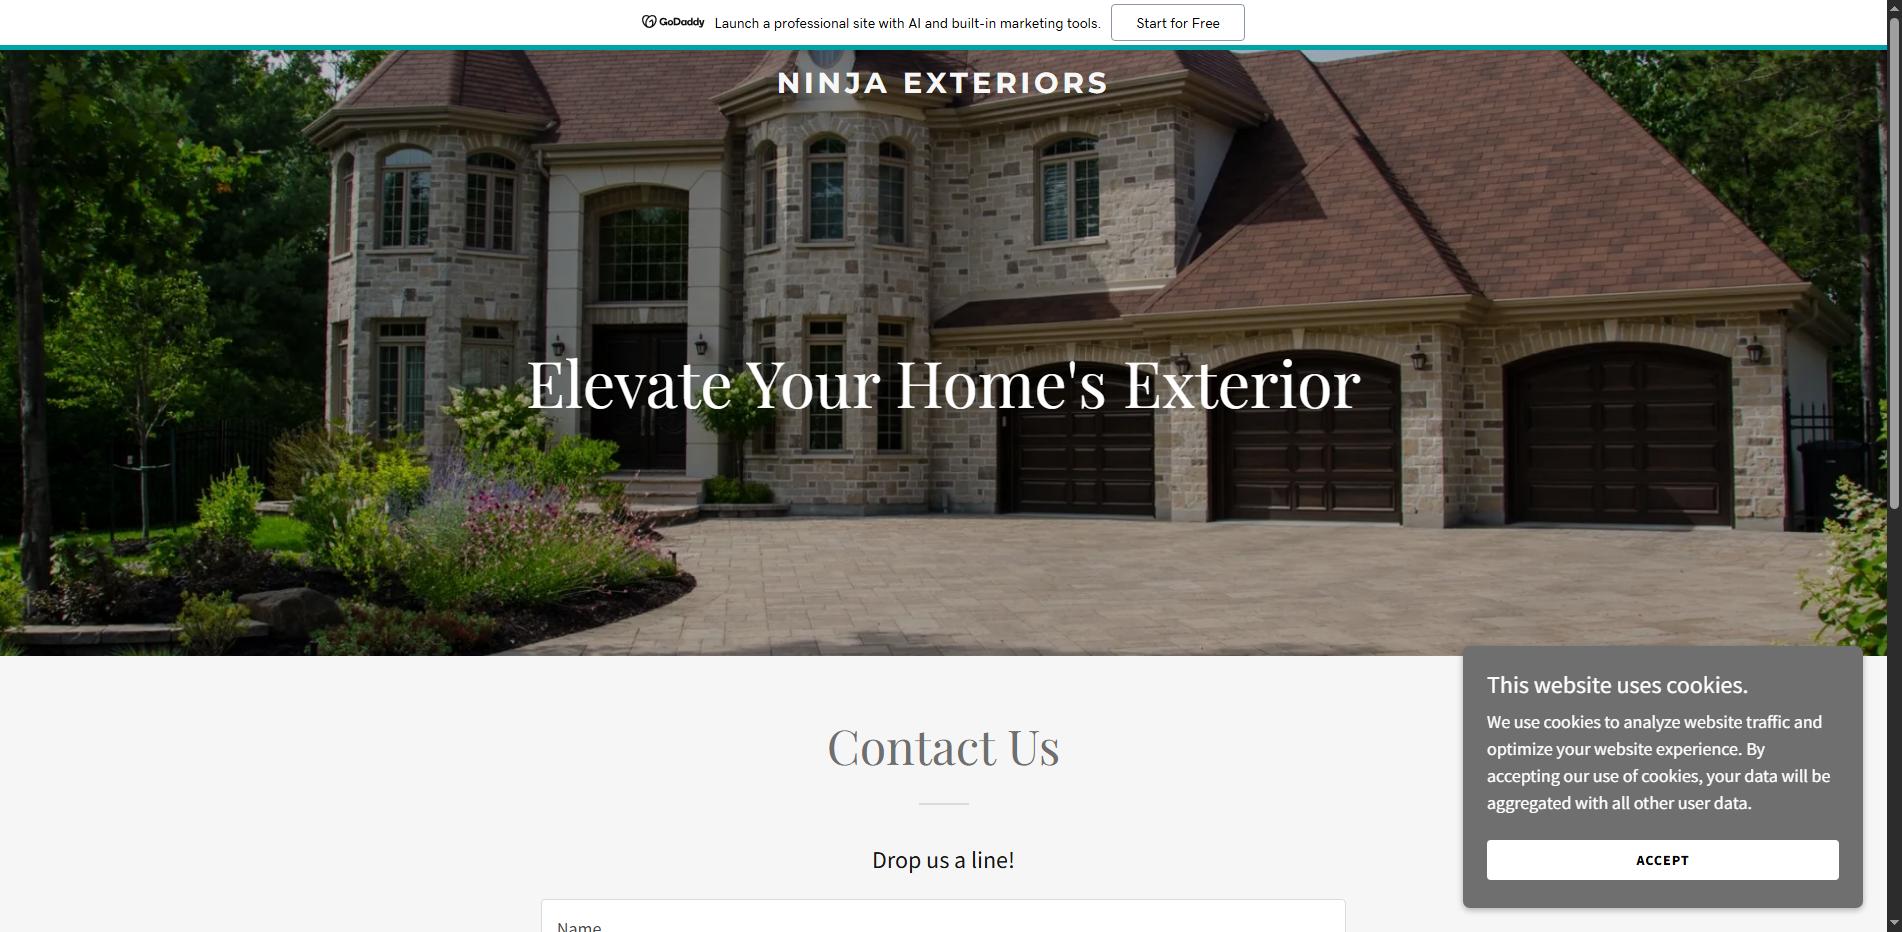 GoDaddy Launch a professional site with AI and built-in marketing tools. Start for Free
NINJA EXTERIORS
Elevate Your Home's Exterior
Contact Us
Drop us a line!
Name
This website uses cookies.
We use cookies to analyze website traffic and
optimize your website experience. By
accepting our use of cookies, your data will be
aggregated with all other user data.
ACCEPT